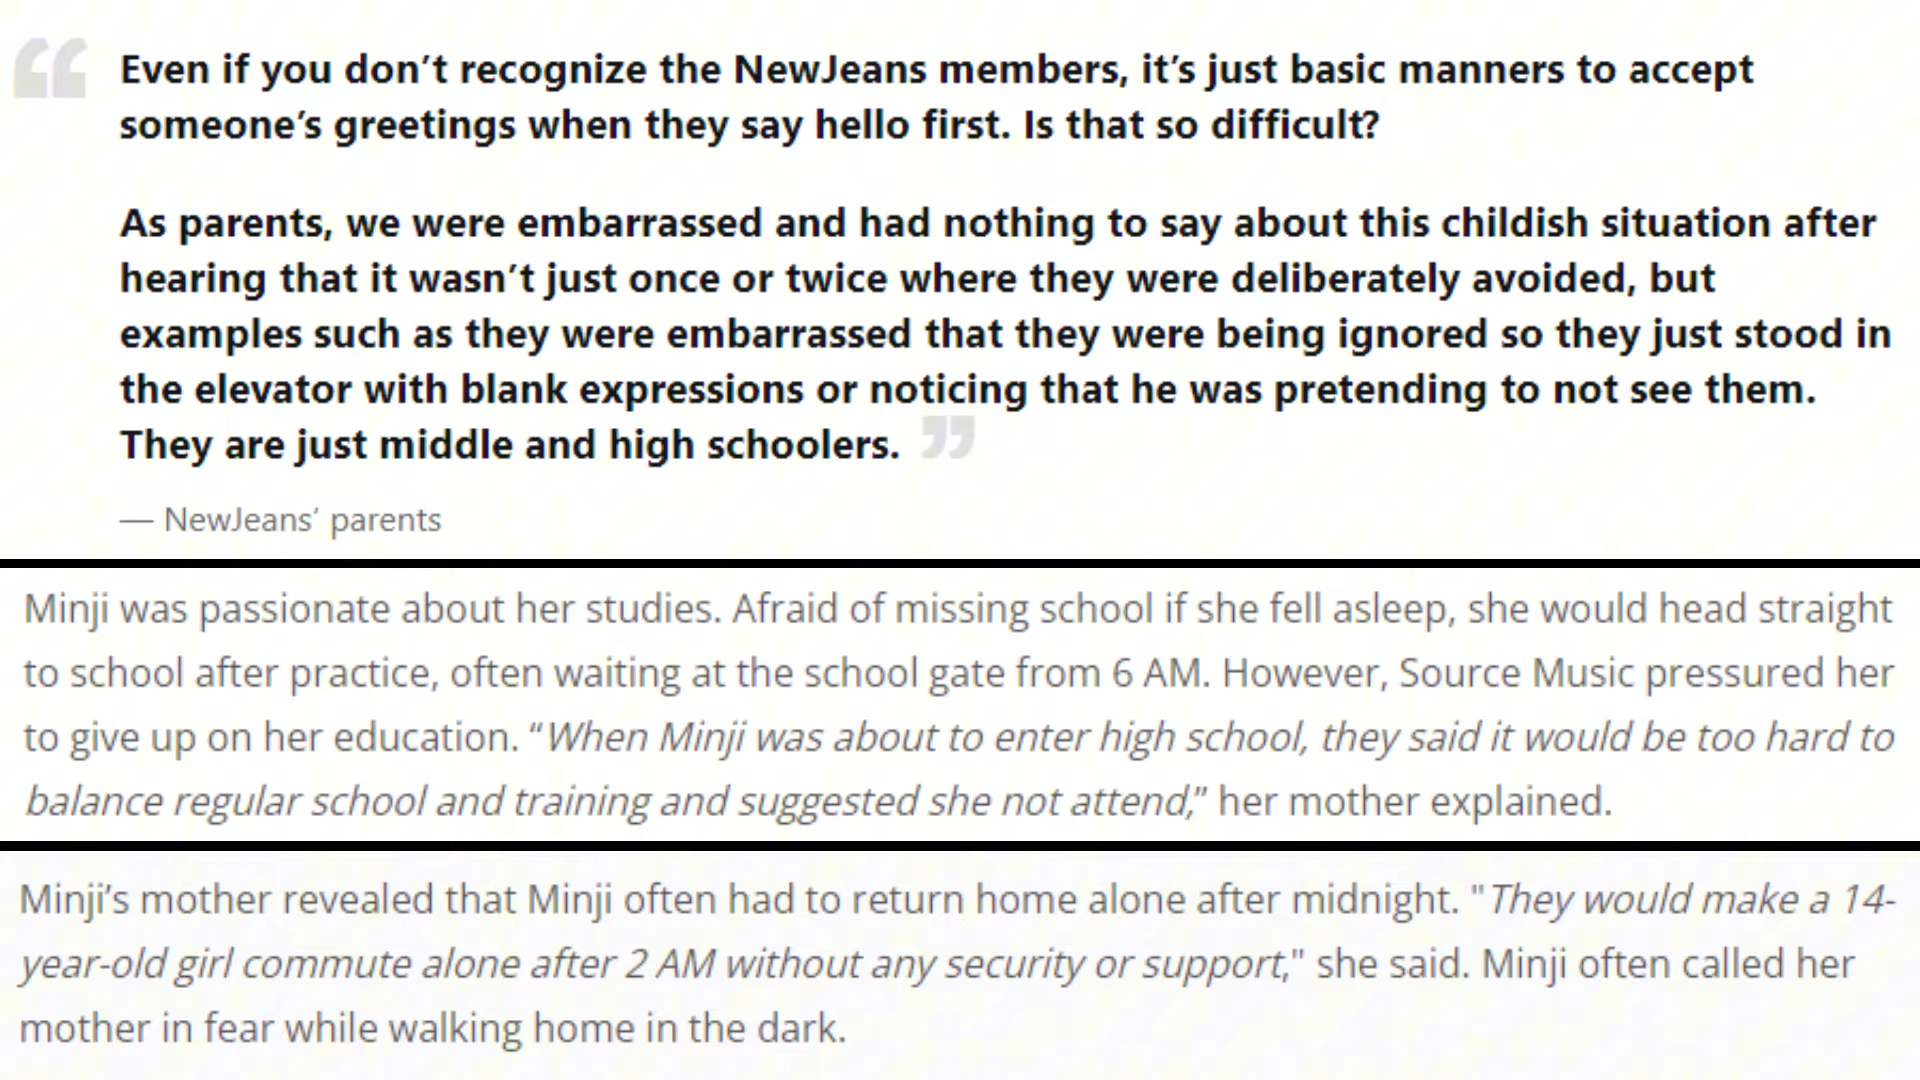 “ Even if you don’t recognize the NewJeans members, it’s just basic manners to accept
someone’s greetings when they say hello first. Is that so difficult?
As parents, we were embarrassed and had nothing to say about this childish situation after
hearing that it wasn’t just once or twice where they were deliberately avoided, but
examples such as they were embarrassed that they were being ignored so they just stood in
the elevator with blank expressions or noticing that he was pretending to not see them.
They are just middle and high schoolers. ”
— NewJeans’ parents
Minji was passionate about her studies. Afraid of missing school if she fell asleep, she would head straight
to school after practice, often waiting at the school gate from 6 AM. However, Source Music pressured her
to give up on her education. “When Minji was about to enter high school, they said it would be too hard to
balance regular school and training and suggested she not attend,” her mother explained.
Minji’s mother revealed that Minji often had to return home alone after midnight. "They would make a 14-
year-old girl commute alone after 2 AM without any security or support," she said. Minji often called her
mother in fear while walking home in the dark.